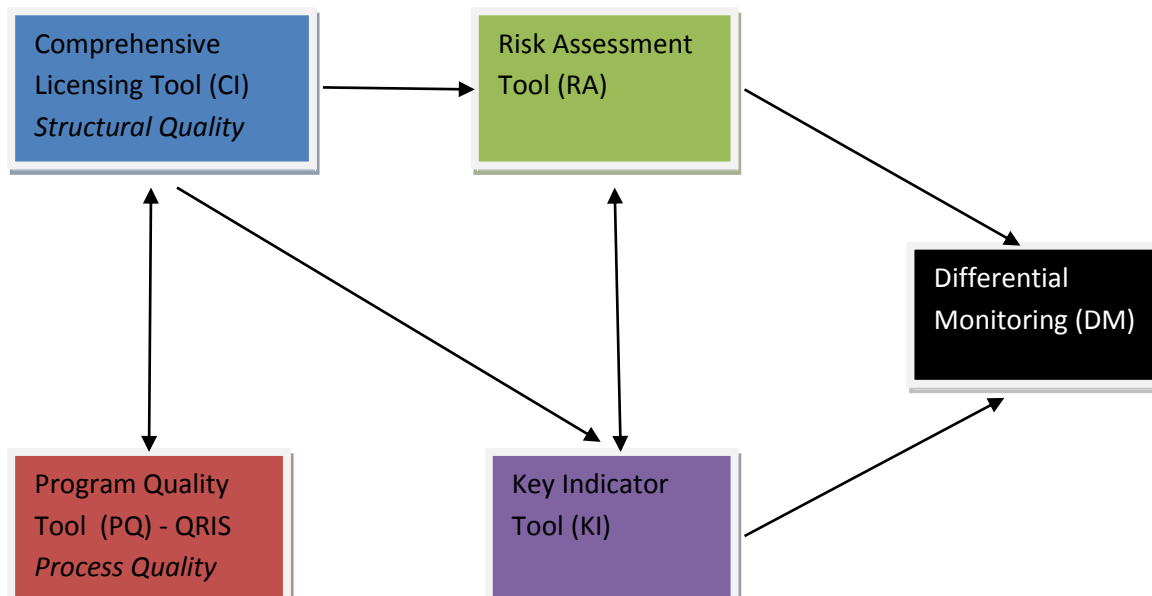 Comprehensive
Licensing Tool (CI)
Structural Quality
Risk Assessment
Tool (RA)
Differential
Monitoring (DM)
Program Quality
Tool  (PQ) - QRIS
Process Quality
Key Indicator
Tool (KI)